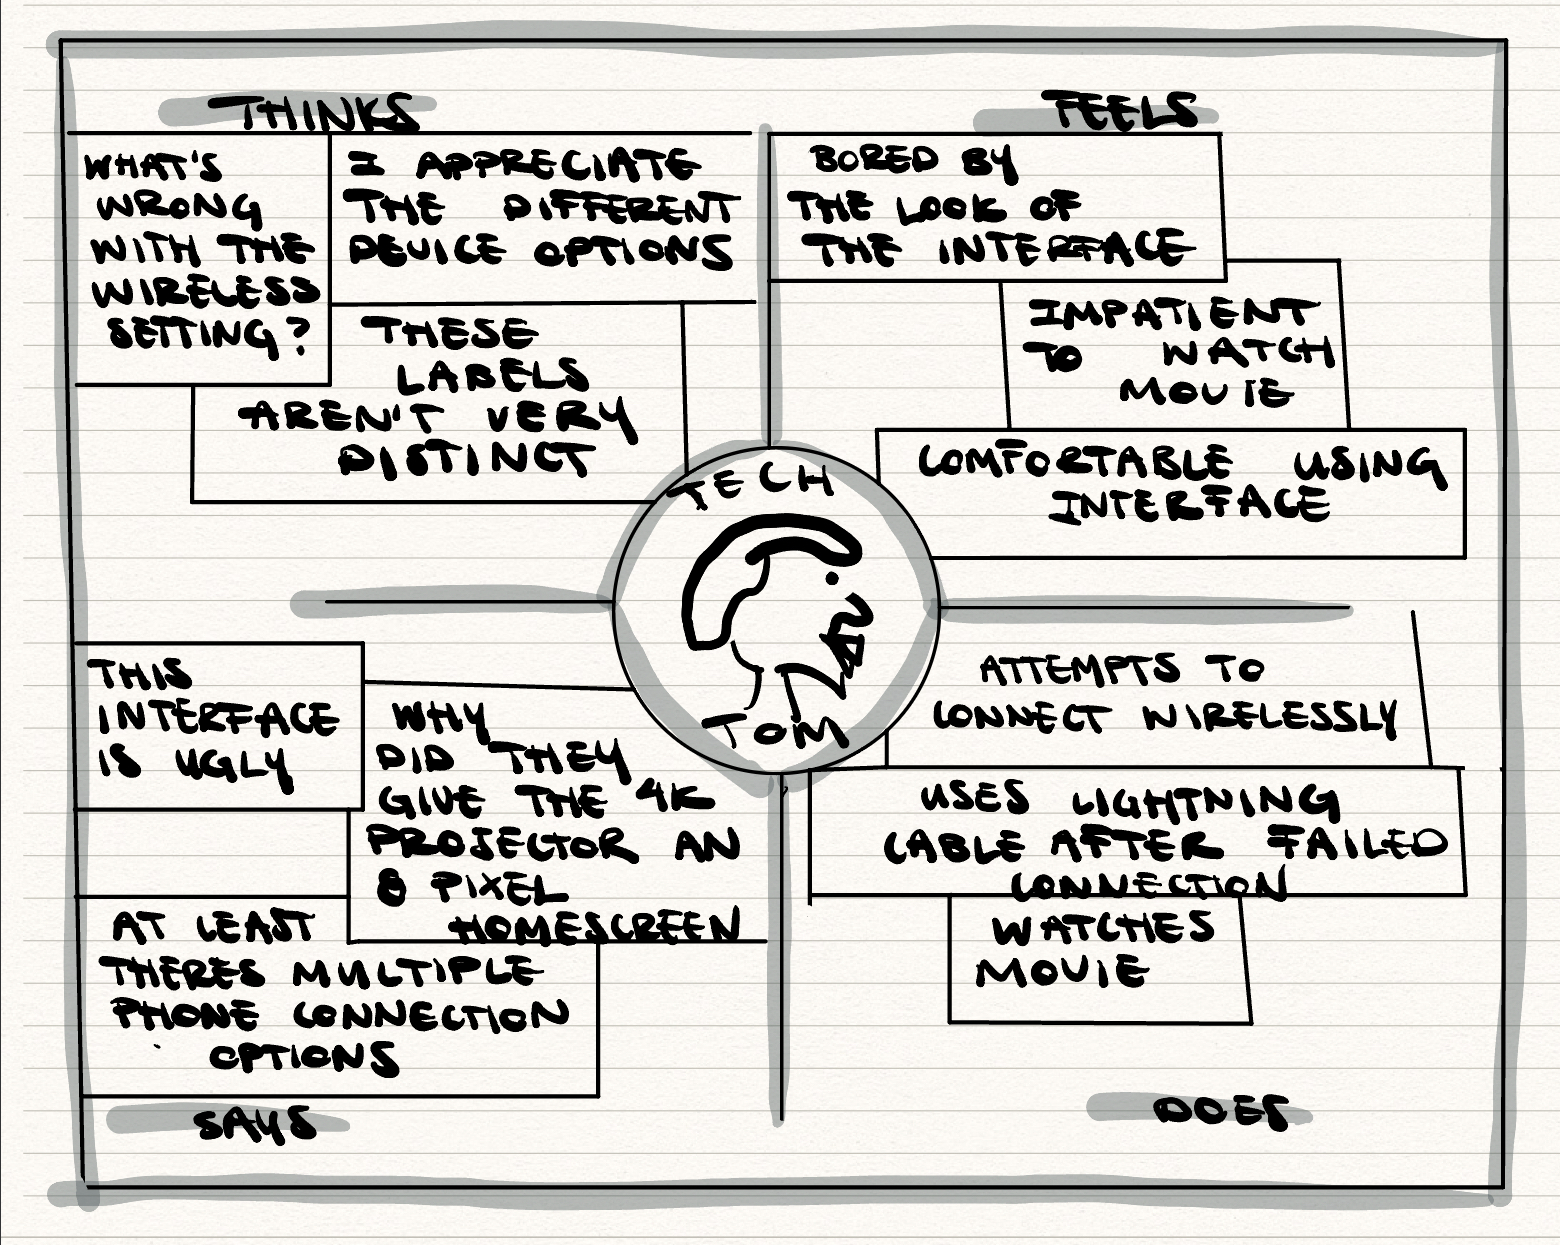 THINKS
WHAT'S
WRONG
WITH THE
WIRELESS
SETTING?
I APPRECIATE
THE DIFFERENT
DEVICE OPTIONS
THESE
LABELS
AREN'T VERY
DISTINCT
FEELS
BORED BY
THE LOOK OF
THE INTERFACE
IMPATIENT
TO WATCH
MOVIE
COMFORTABLE USING
INTERFACE
TECH
TOM
THIS
INTERFACE
IS UGLY
WHY
DID THEY
GIVE THE 4K
PROJECTOR AN
8 PIXEL
HOMESCREEN
AT LEAST
THERES MULTIPLE
PHONE CONNECTION
OPTIONS
SAYS
ATTEMPTS TO
CONNECT WIRELESSLY
USES LIGHTNING
CABLE AFTER FAILED
CONNECTION
WATCHES
MOVIE
DOES